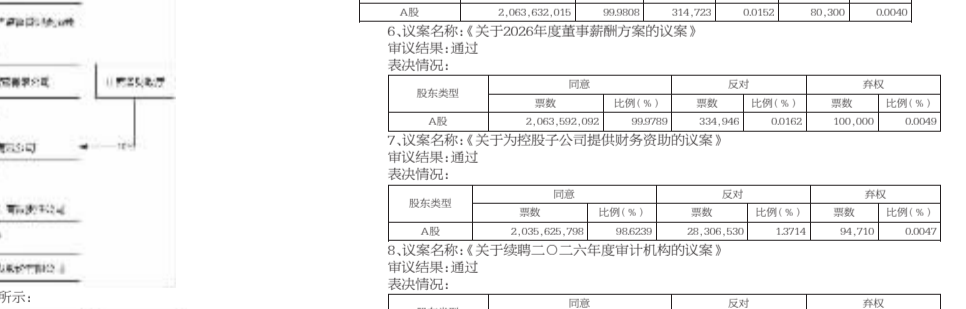 所示：
A股 2,063,632,015 99.9808 314,723 0.0152 80,300 0.0040
6、议案名称：《关于2026年度董事薪酬方案的议案》
审议结果：通过
表决情况：
股东类型 同意 反对 弃权
票数 比例（%） 票数 比例（%） 票数 比例（%）
A股 2,063,592,092 99.9789 334,946 0.0162 100,000 0.0049
7、议案名称：《关于为控股子公司提供财务资助的议案》
审议结果：通过
表决情况：
股东类型 同意 反对 弃权
票数 比例（%） 票数 比例（%） 票数 比例（%）
A股 2,035,625,798 98.6239 28,306,530 1.3714 94,710 0.0047
8、议案名称：《关于续聘二〇二六年度审计机构的议案》
审议结果：通过
表决情况：
同意 反对 弃权